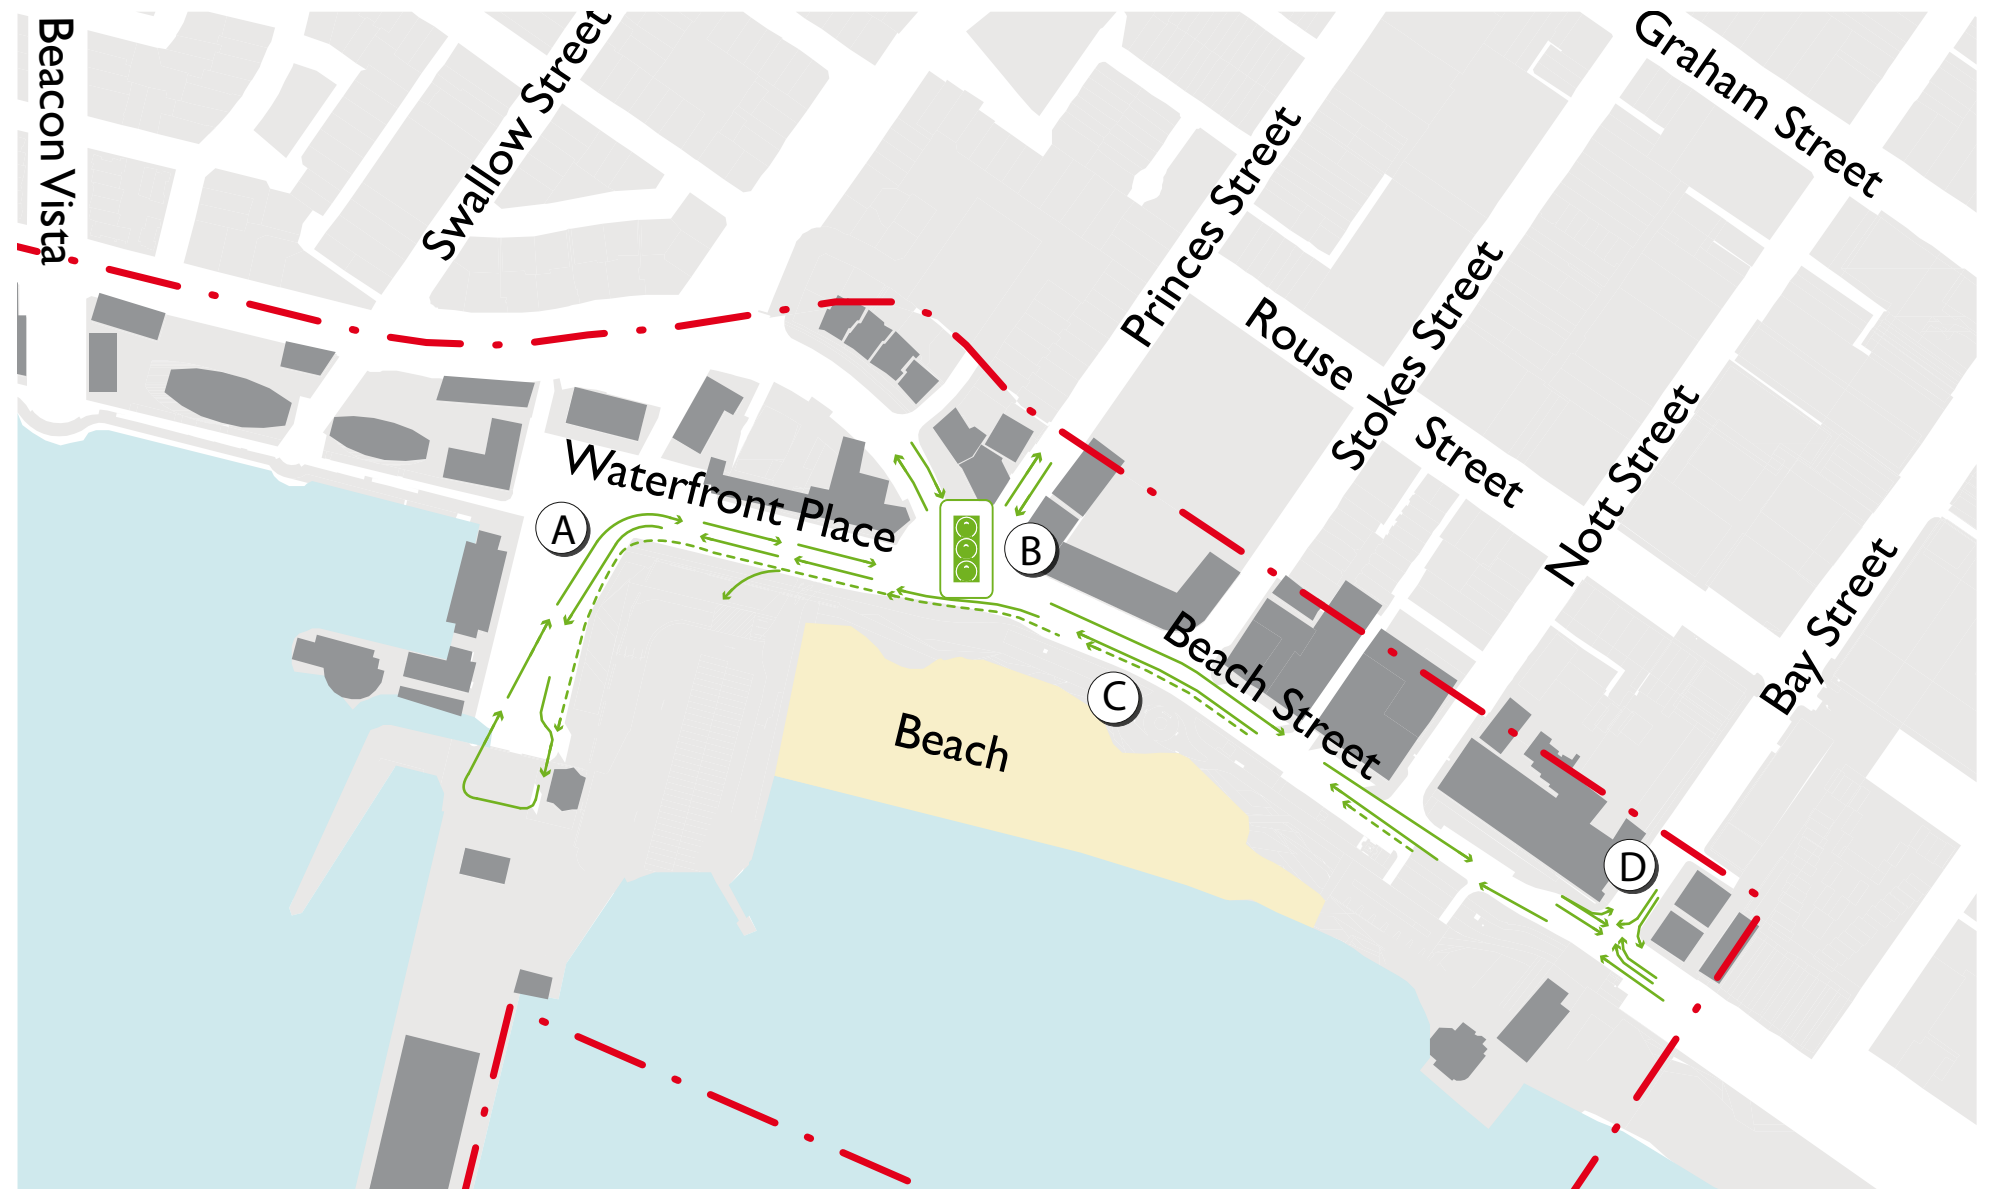 Beacon Vista
Swallow Street
Graham Street
Princes Street
Rouse
Street
Stokes Street
Nott Street
Bay Street
Waterfront Place
A
B
Beach Street
C
Beach
D